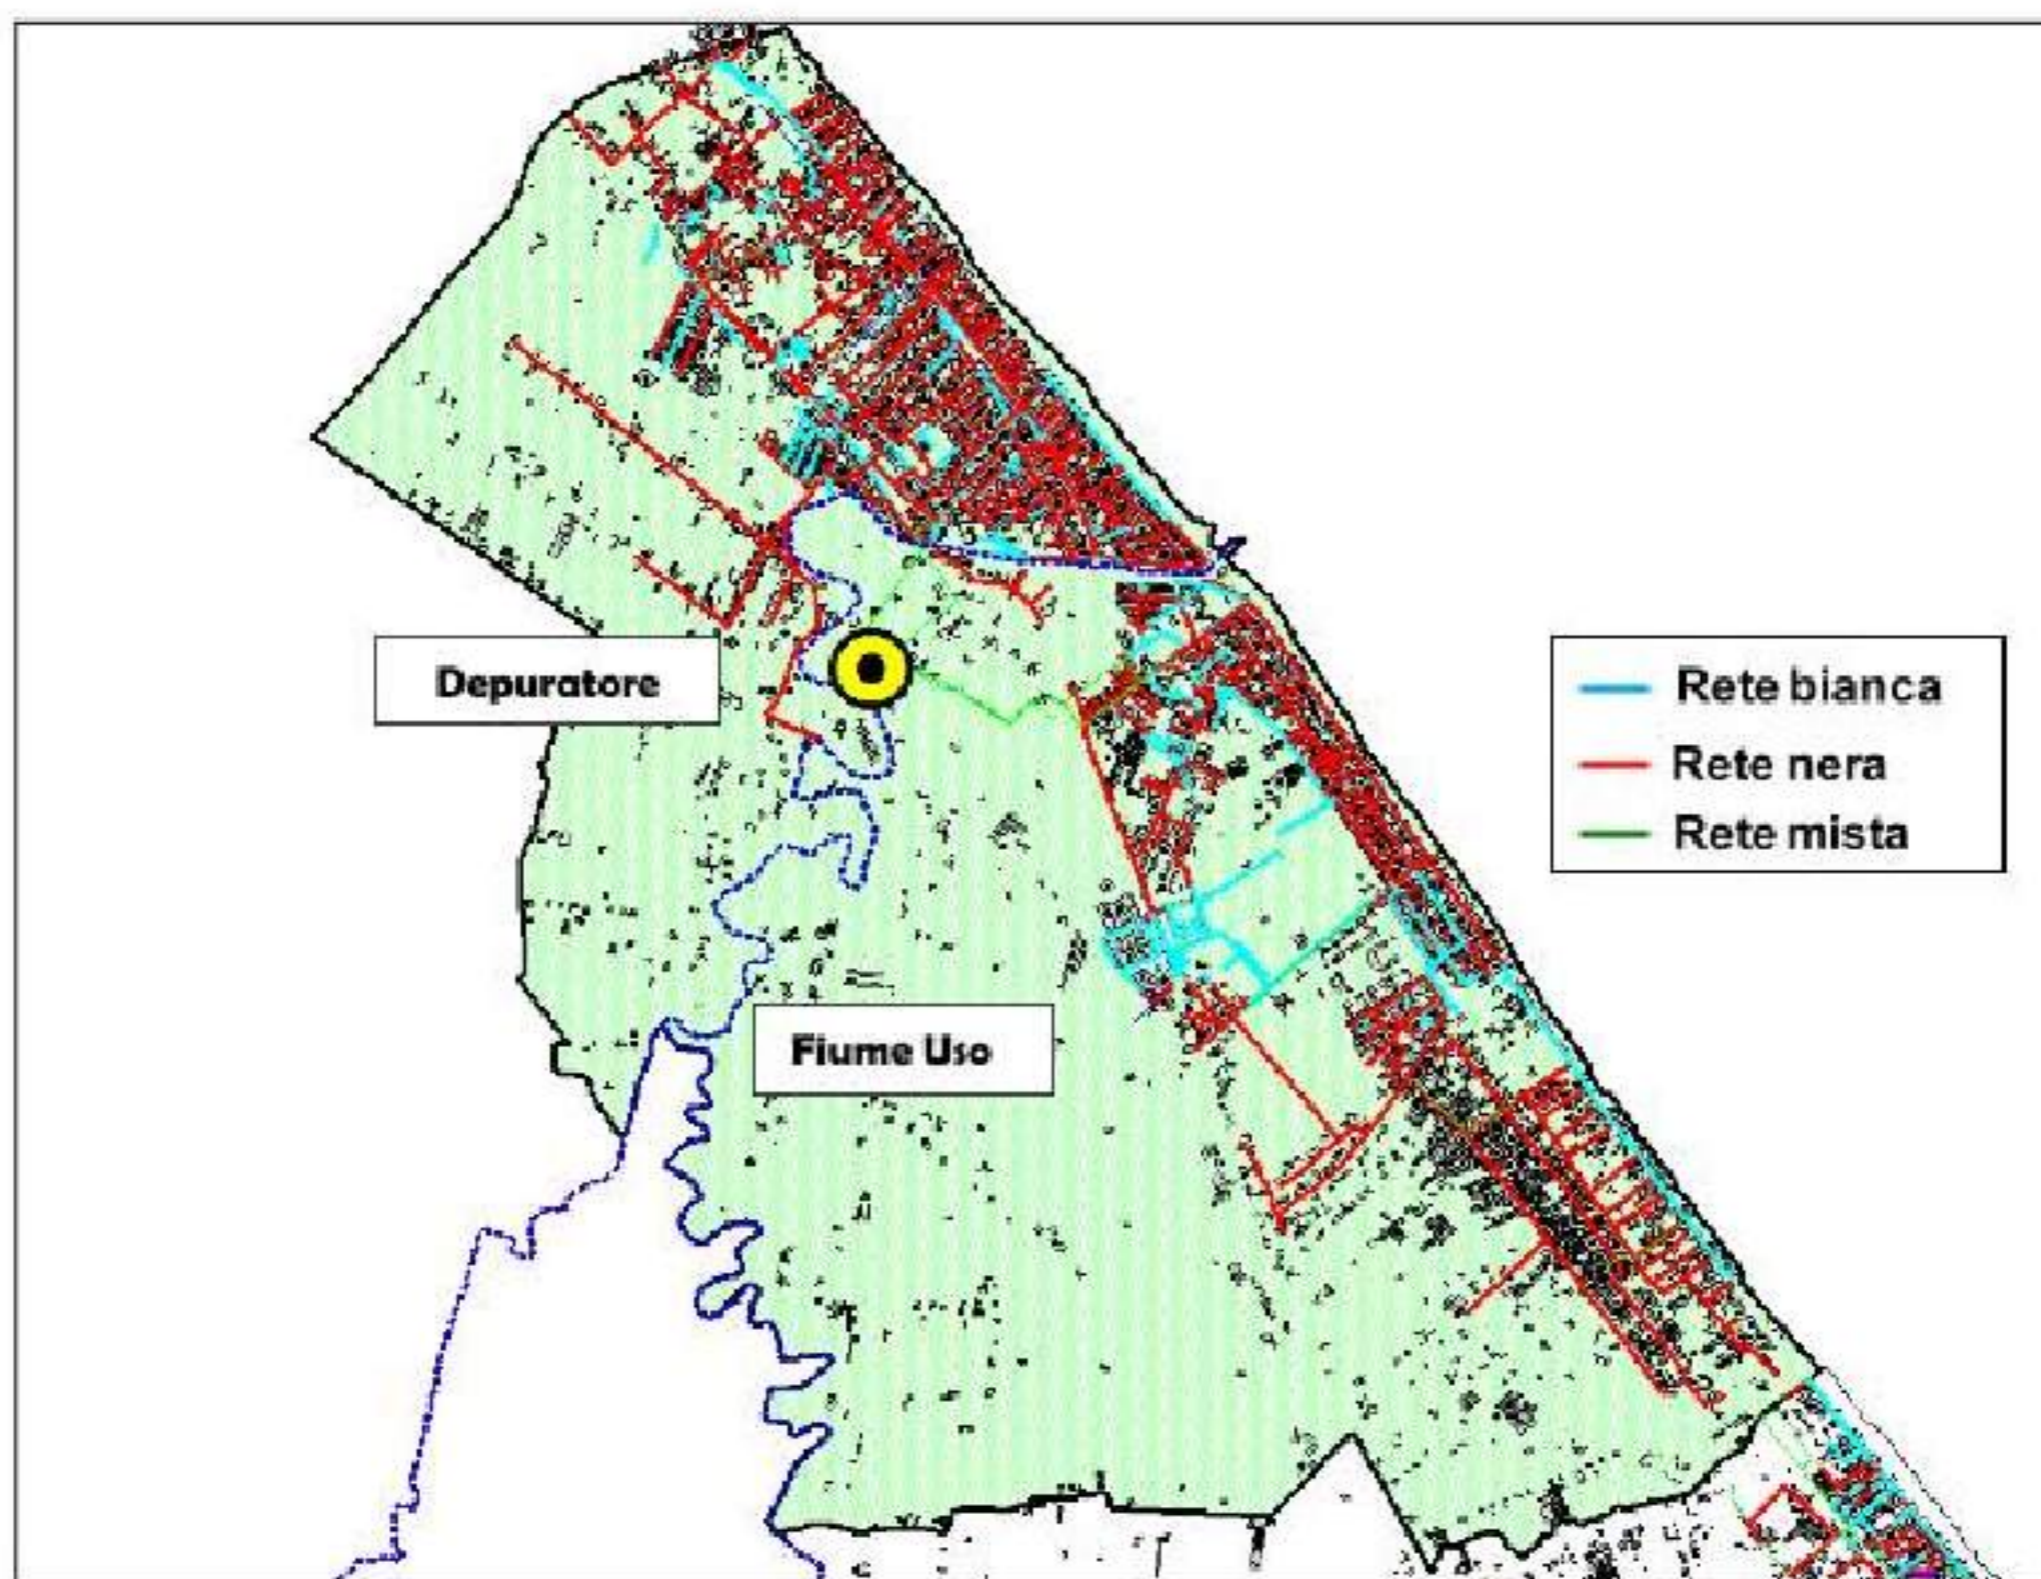 Depuratore
Rete bianca
Rete nera
Rete mista
Fiume Uso